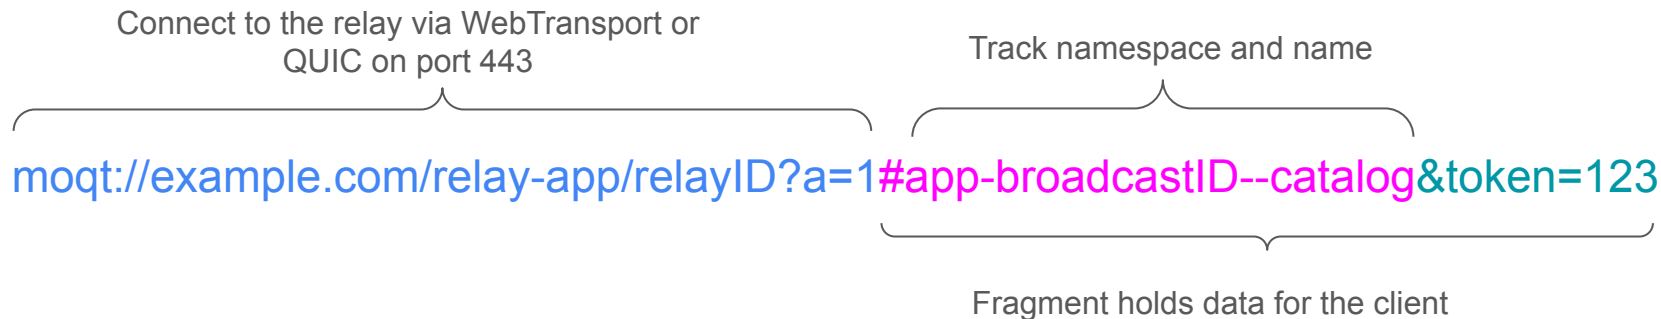 Connect to the relay via WebTransport or
QUIC on port 443
Track namespace and name
moqt://example.com/relay-app/relayID?a=1#app-broadcastID--catalog&token=123
Fragment holds data for the client